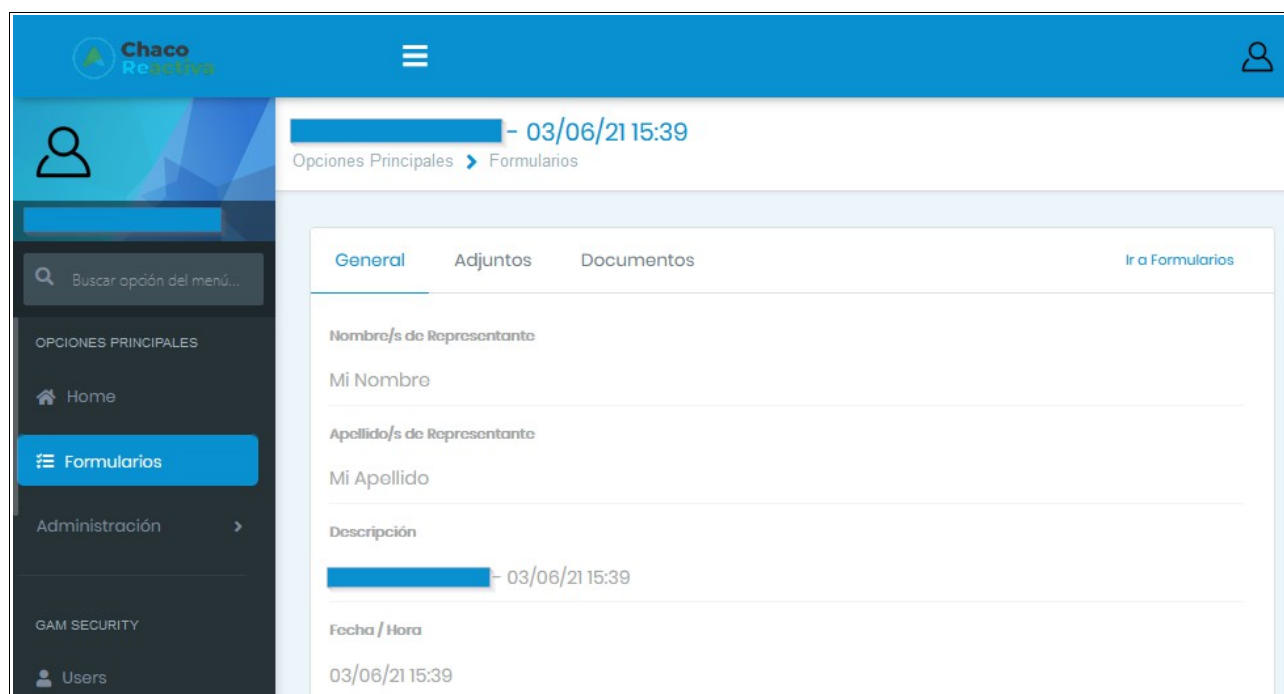 Chaco
Reactiva
- 03/06/21 15:39
Opciones Principales > Formularios
Buscar opción del menú...
OPCIONES PRINCIPALES
Home
Formularios
Administración
GAM SECURITY
Users
General Adjuntos Documentos Ir a Formularios
Nombre/s de Representante
Mi Nombre
Apellido/s de Representante
Mi Apellido
Descripción
- 03/06/21 15:39
Fecha / Hora
03/06/21 15:39